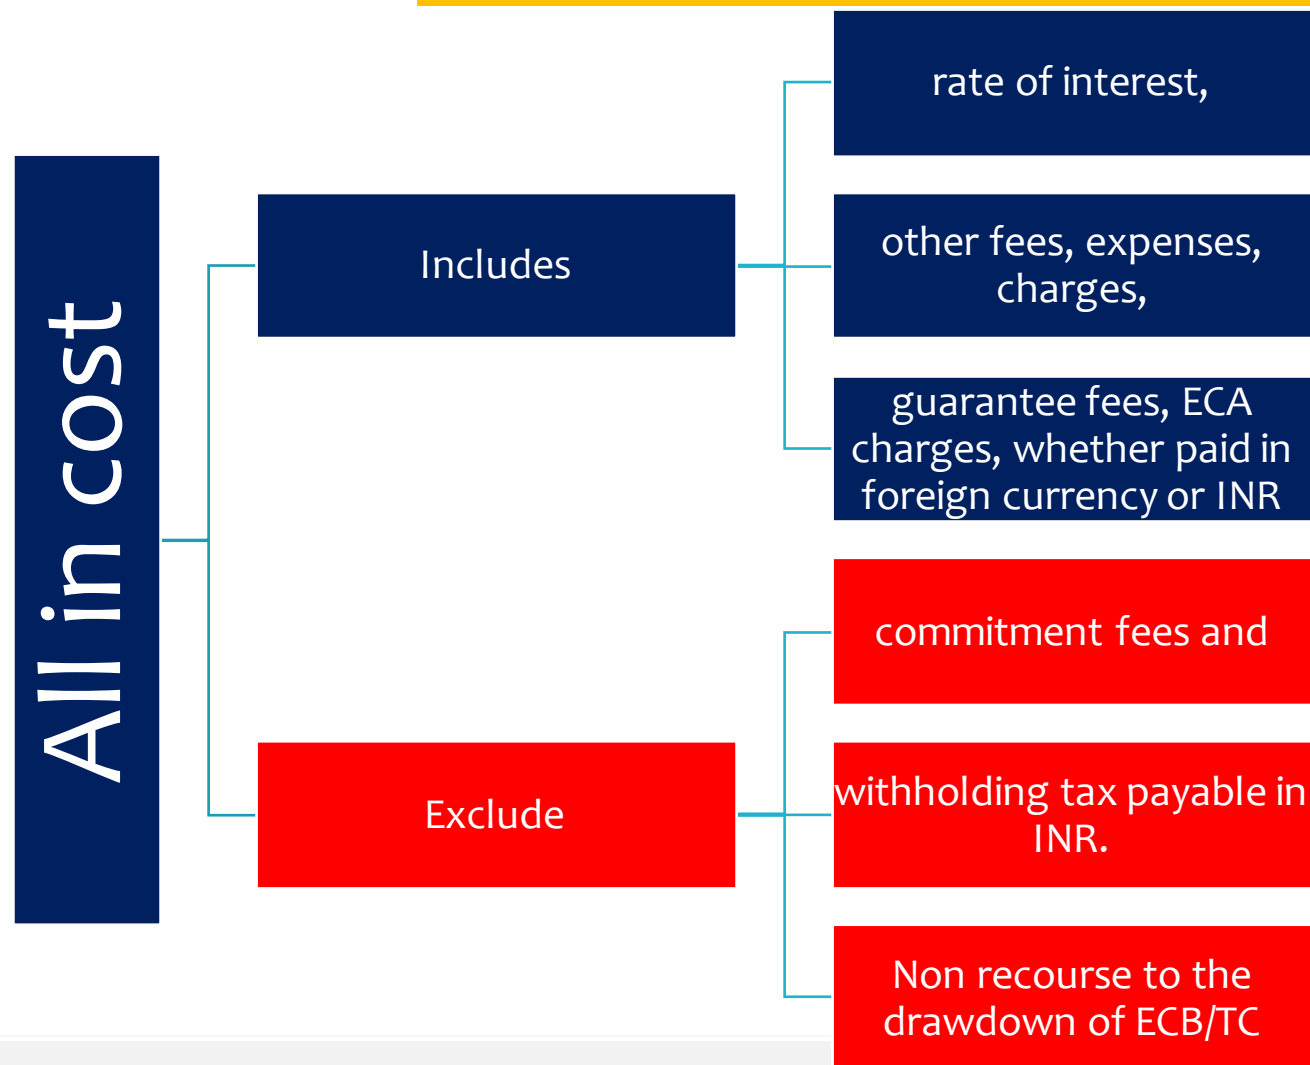 All in cost
Includes
rate of interest,
other fees, expenses,
charges,
guarantee fees, ECA
charges, whether paid in
foreign currency or INR
Exclude
commitment fees and
withholding tax payable in
INR.
Non recourse to the
drawdown of ECB/TC